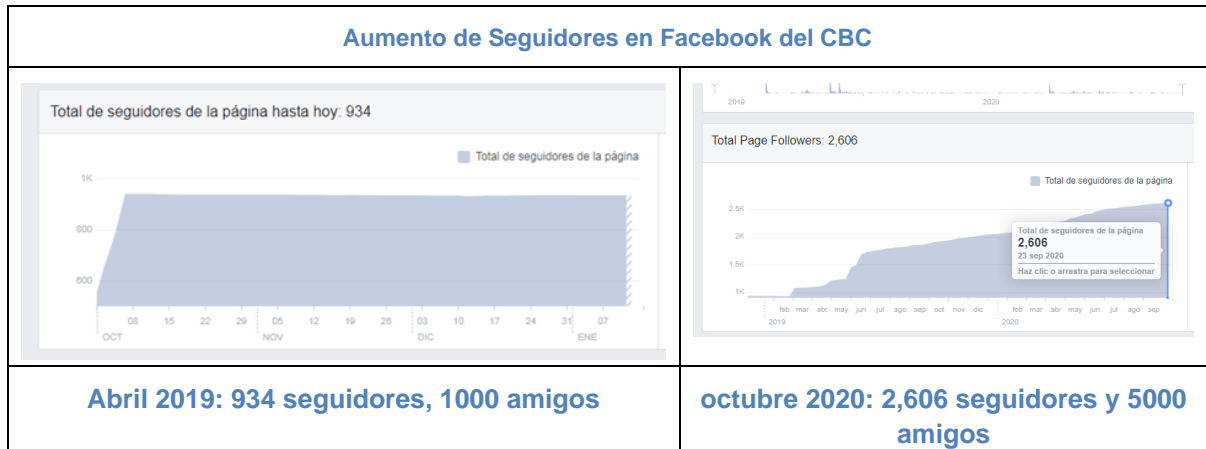 Aumento de Seguidores en Facebook del CBC
Total de seguidores de la página hasta hoy: 934
Total de seguidores de la página
1K
800
600
08 15 22 29 05 12 19 26 03 10 17 24 31 07
OCT NOV DIC ENE
2019 2020
Total Page Followers: 2,606
Total de seguidores de la página
2.5K
2K
1.5K
1K
Total de seguidores de la página
2,606
23 sep 2020
Haz clic o arrastra para seleccionar
feb mar abr may jun jul ago sep oct nov dic feb mar abr may jun jul ago sep
2019 2020
Abril 2019: 934 seguidores, 1000 amigos
octubre 2020: 2,606 seguidores y 5000
amigos